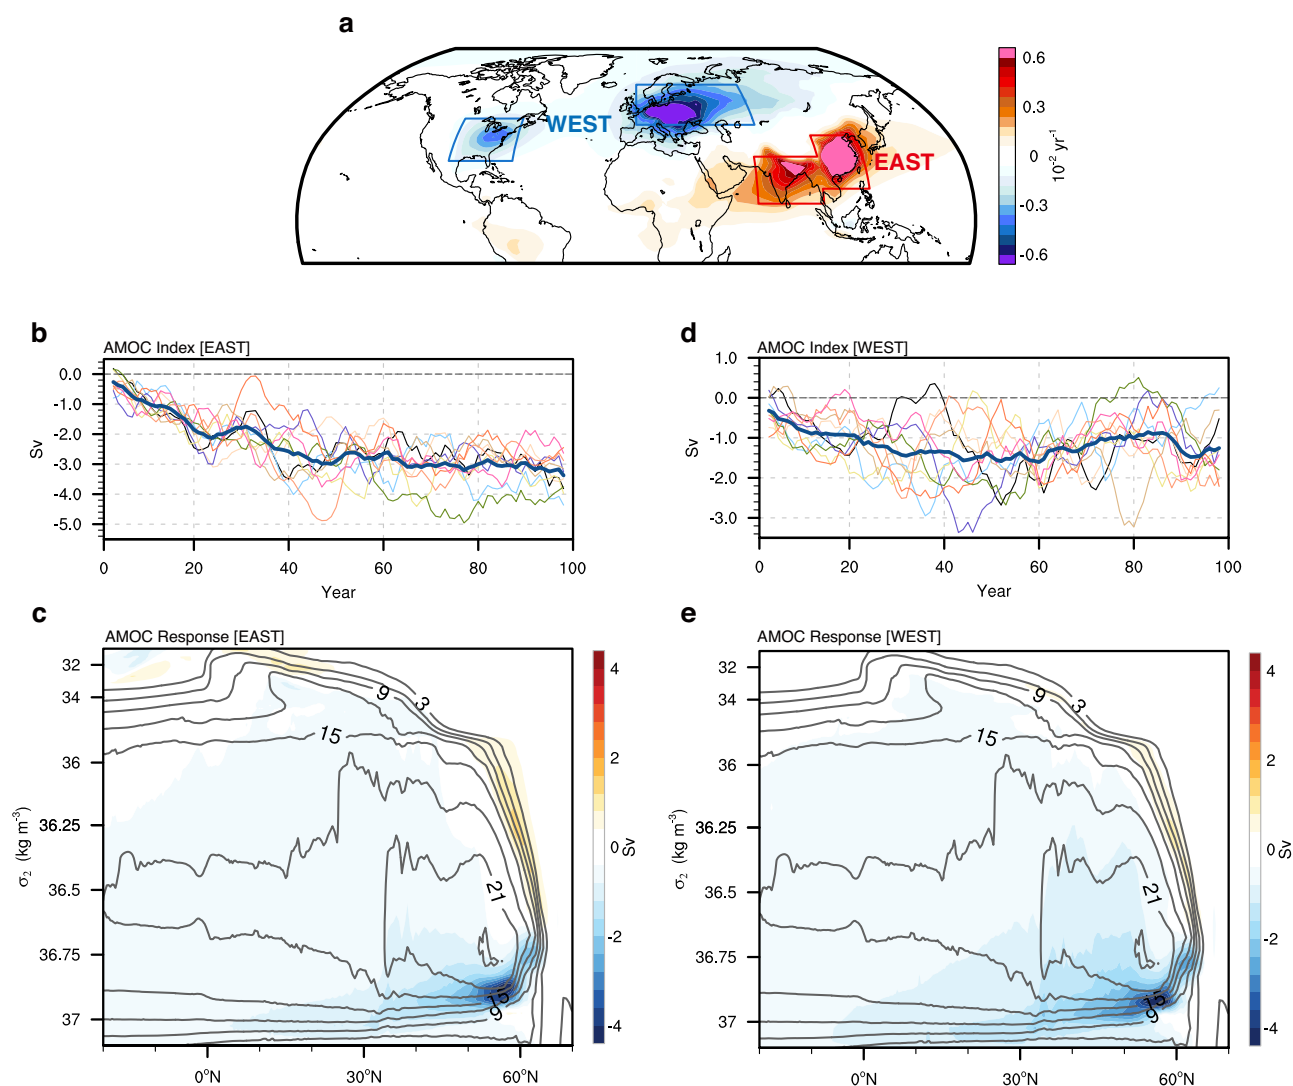 a
WEST
EAST
0.6
0.3
0
-0.3
-0.6
10⁻² yr⁻¹
b
AMOC Index [EAST]
0.0
-1.0
-2.0
-3.0
-4.0
-5.0
Sv
0 20 40 60 80 100
Year
d
AMOC Index [WEST]
1.0
0.0
-1.0
-2.0
-3.0
Sv
0 20 40 60 80 100
Year
c
AMOC Response [EAST]
32
34
36
36.25
36.5
36.75
37
σ₂ (kg m⁻³)
9
3
15
21
15
9
0°N 30°N 60°N
4
2
0
-2
-4
Sv
e
AMOC Response [WEST]
32
34
36
36.25
36.5
36.75
37
σ₂ (kg m⁻³)
9
3
15
21
15
9
0°N 30°N 60°N
4
2
0
-2
-4
Sv